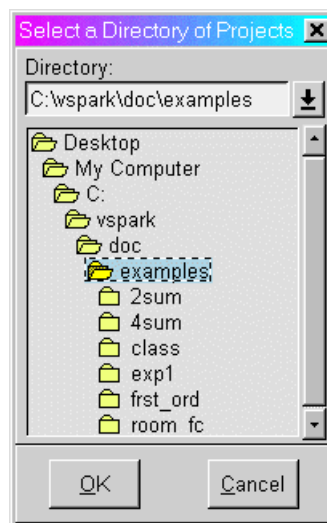 Select a Directory of Projects
Directory:
C:\vspark\doc\examples
Desktop
My Computer
C:
vspark
doc
examples
2sum
4sum
class
exp1
frst_ord
room_fc
OK
Cancel